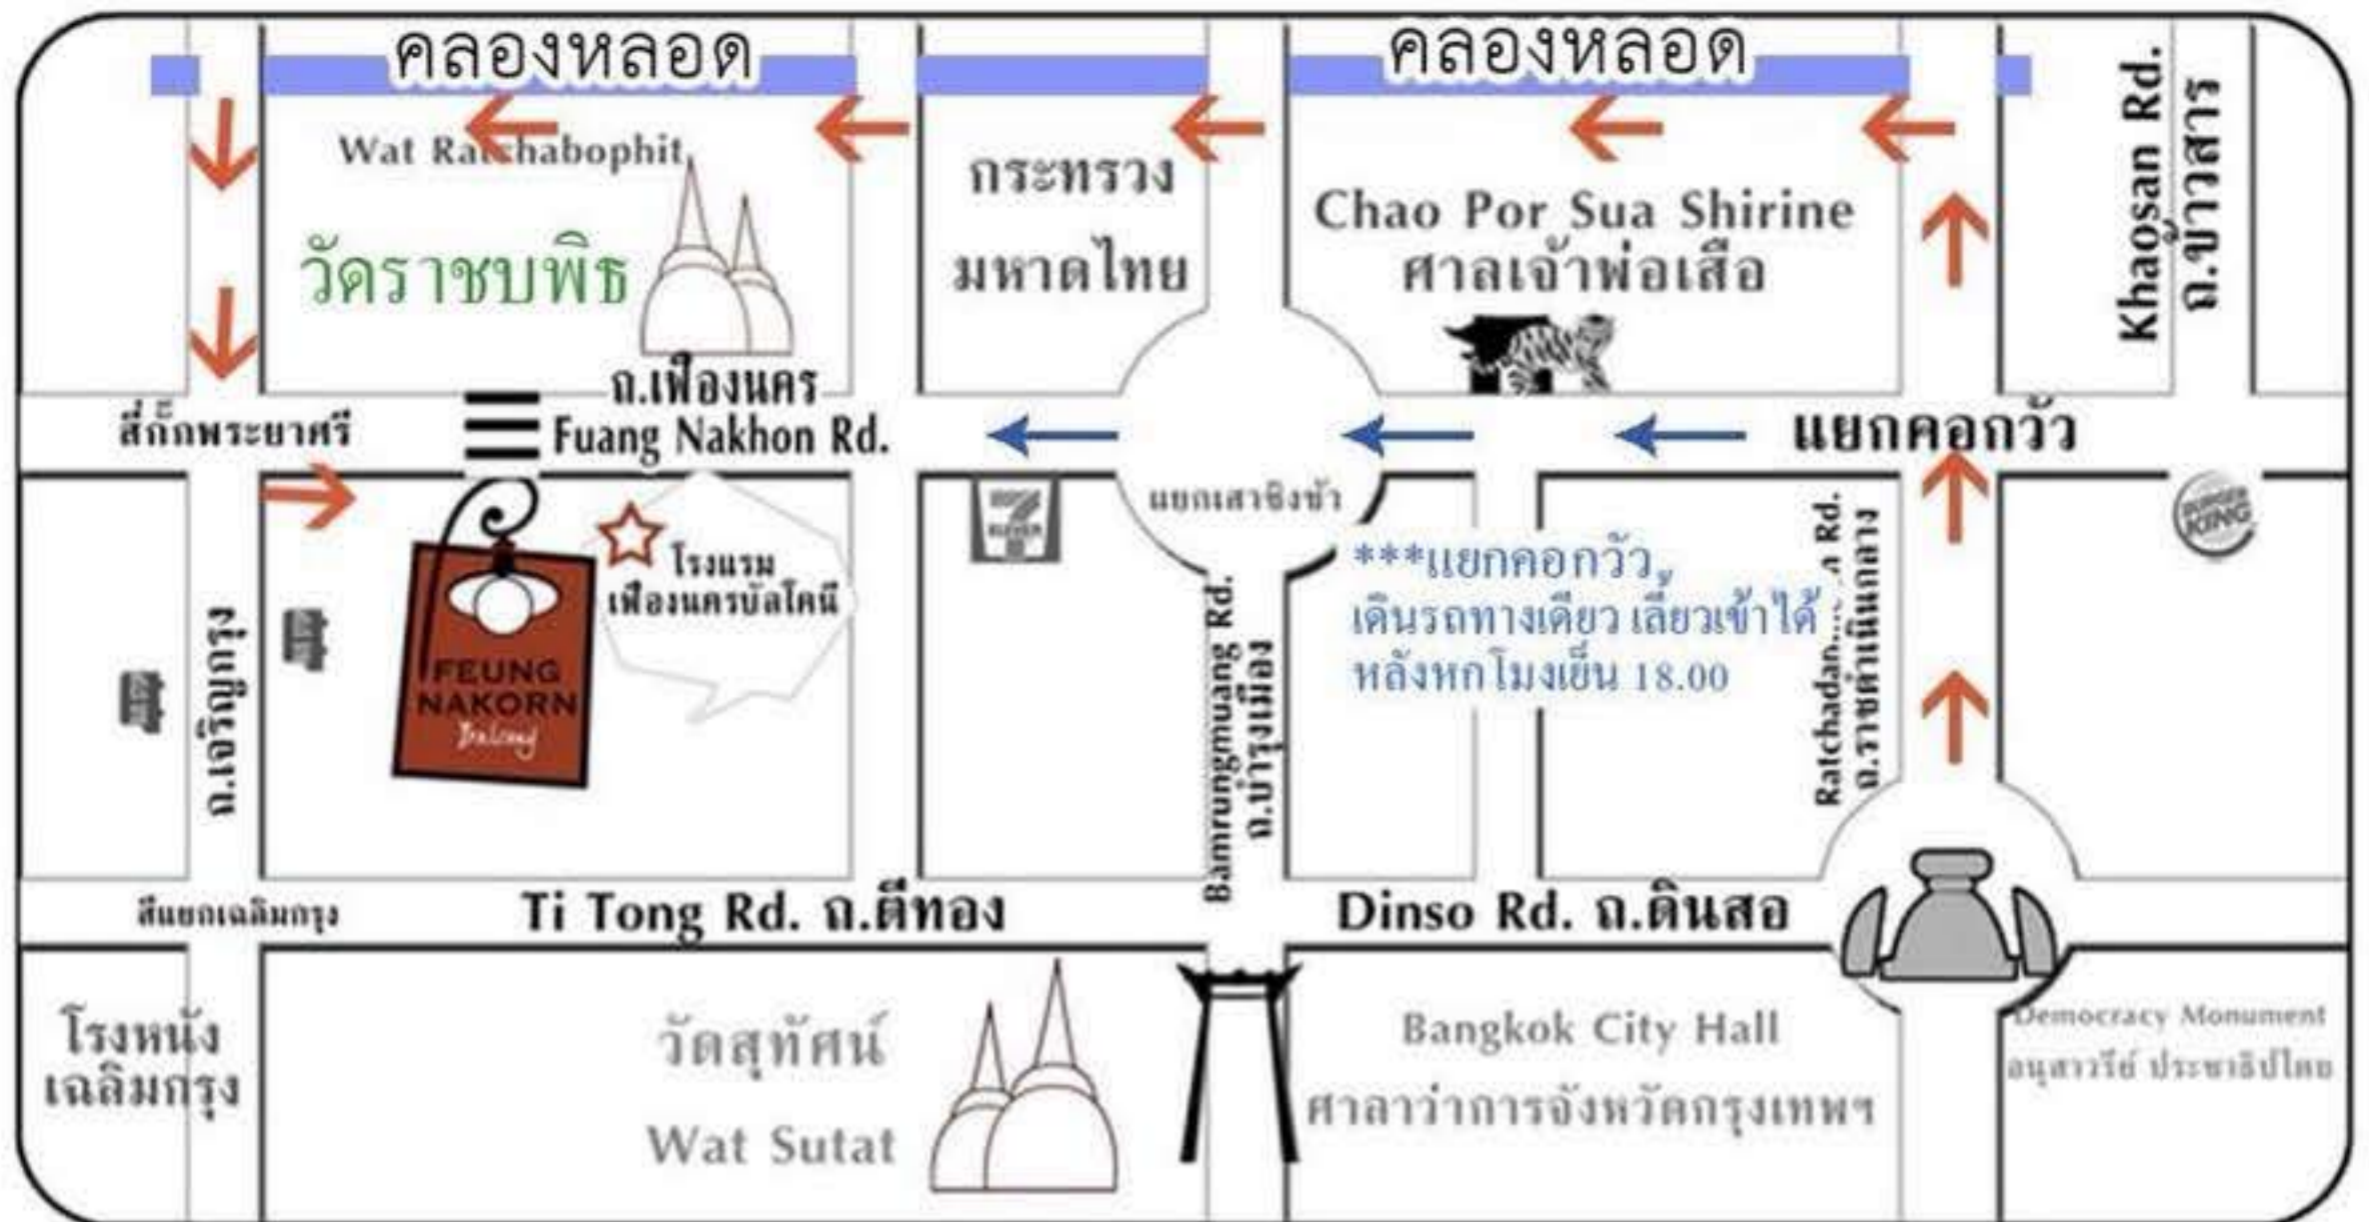 คลองหลอด
คลองหลอด
Khaosan Rd.
ถ.ข้าวสาร
Wat Ratchabophit
วัดราชบพิธ
กระทรวง
มหาดไทย
Chao Por Sua Shirine
ศาลเจ้าพ่อเสือ
ถ.เฟื่องนคร
Fuang Nakhon Rd.
สี่กั๊กพระยาศรี
แยกคอกวัว
แยกเสาชิงช้า
7
ELEVEN
BURGER
KING
โรงแรม
เฟื่องนครบัลโคนี
FEUNG
NAKORN
Balcony
ถ.เจริญกรุง
Bamrungmuang Rd.
ถ.บำรุงเมือง
***แยกคอกวัว
เดินรถทางเดียว เลี้ยวเข้าได้
หลังหกโมงเย็น 18.00
Rd.
ถ.ราชดำเนินกลาง
สี่แยกเฉลิมกรุง
Ti Tong Rd. ถ.ตีทอง
Dinso Rd. ถ.ดินสอ
โรงหนัง
เฉลิมกรุง
วัดสุทัศน์
Wat Sutat
Bangkok City Hall
ศาลาว่าการจังหวัดกรุงเทพฯ
Democracy Monument
อนุสาวรีย์ ประชาธิปไตย